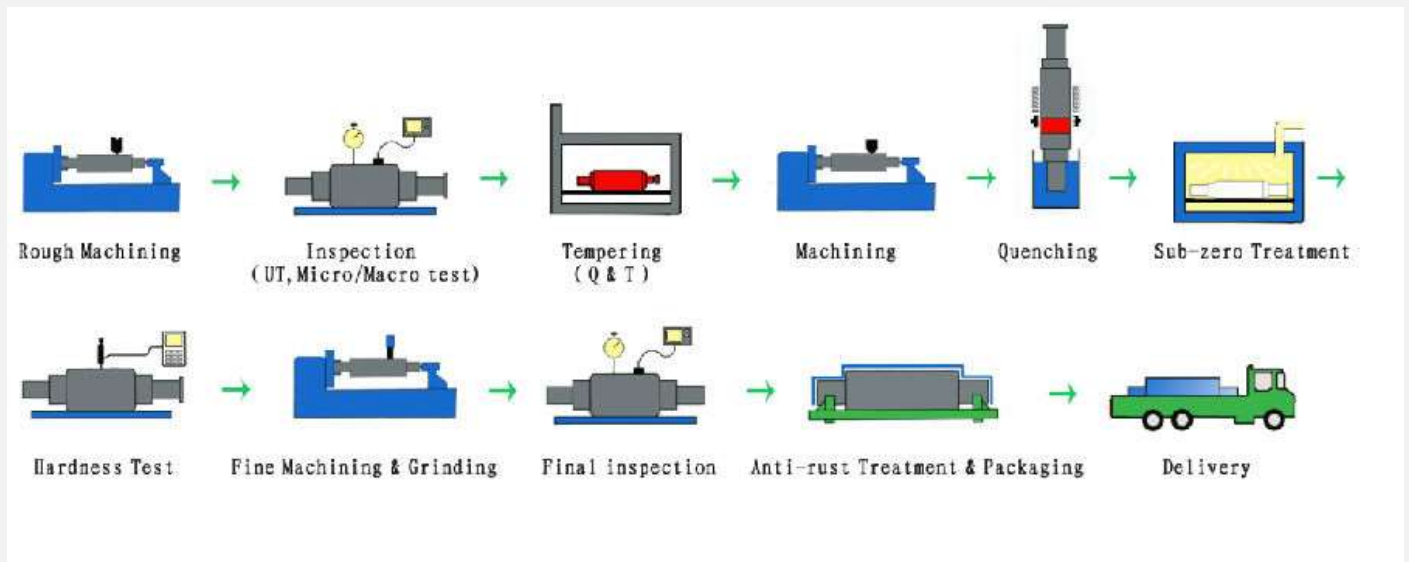 Rough Machining
Inspection
(UT,Micro/Macro test)
Tempering
(Q & T)
Machining
Quenching
Sub-zero Treatment
Hardness Test
Fine Machining & Grinding
Final inspection
Anti-rust Treatment & Packaging
Delivery